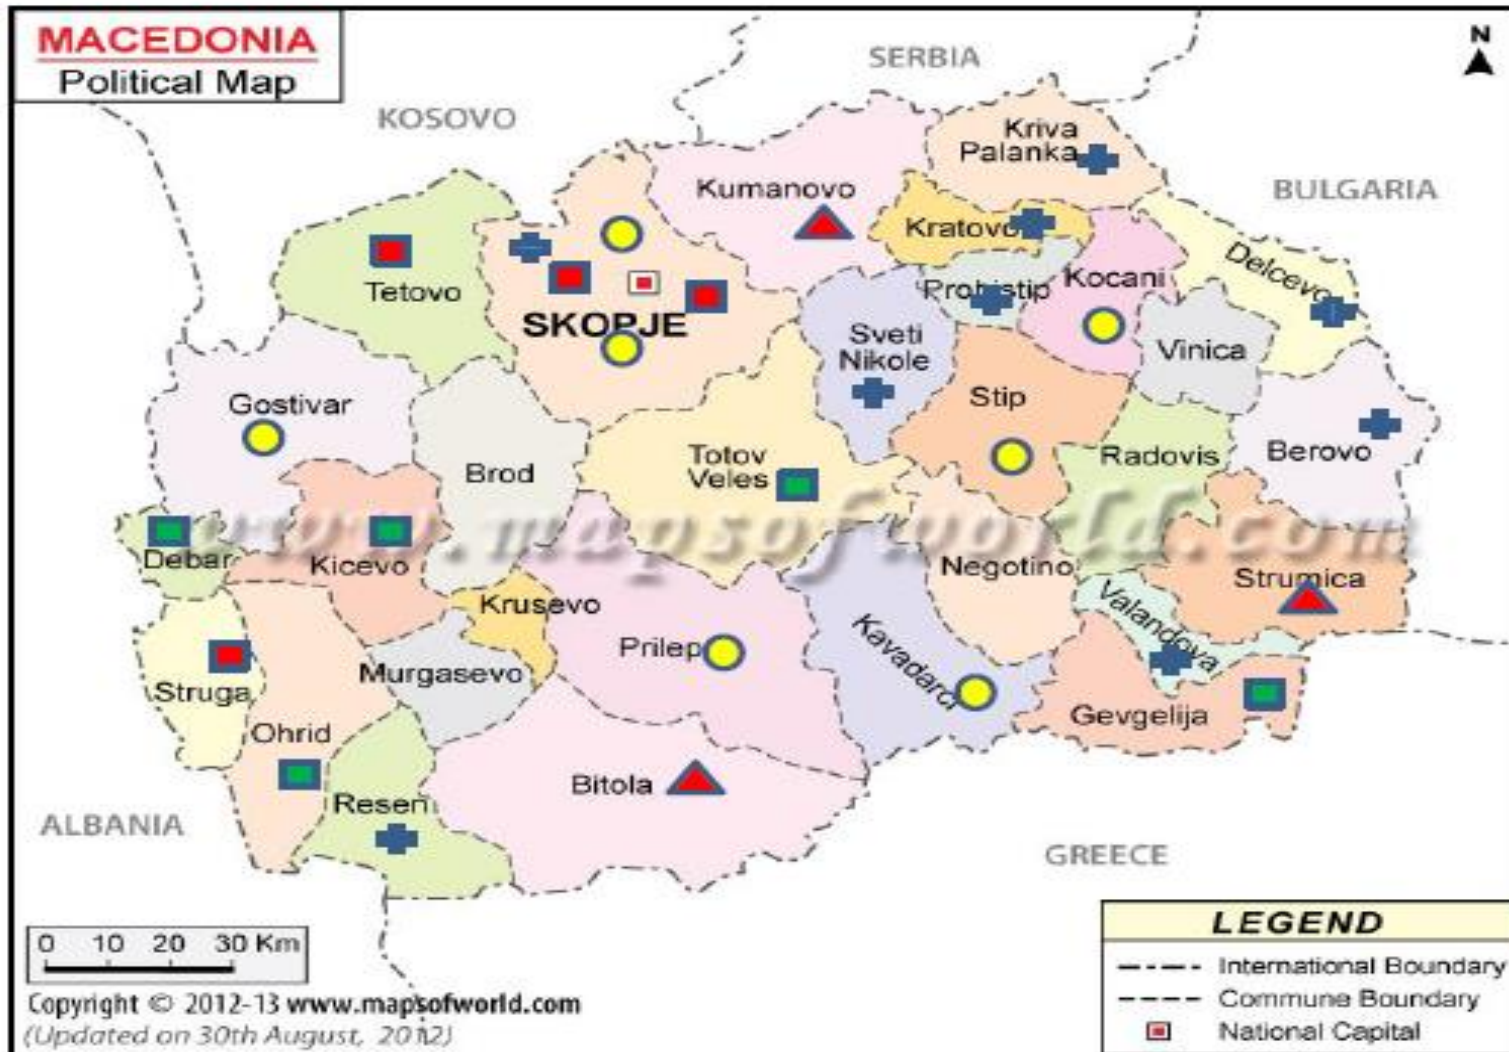 MACEDONIA
Political Map
N
SERBIA
KOSOVO
BULGARIA
Kriva
Palanka
Kumanovo
Kratovo
Delcevo
Tetovo
Probistip
Kocani
SKOPJE
Sveti
Nikole
Vinica
Gostivar
Stip
Brod
Totov
Veles
Radovis
Berovo
www.mapsofworld.com
Debar
Kicevo
Negotino
Strumica
Krusevo
Valandova
Prilep
Kavadarci
Murgasevo
Struga
Gevgelija
Ohrid
Bitola
Resen
ALBANIA
GREECE
0 10 20 30 Km
Copyright © 2012-13 www.mapsofworld.com
(Updated on 30th August, 2012)
LEGEND
International Boundary
Commune Boundary
National Capital